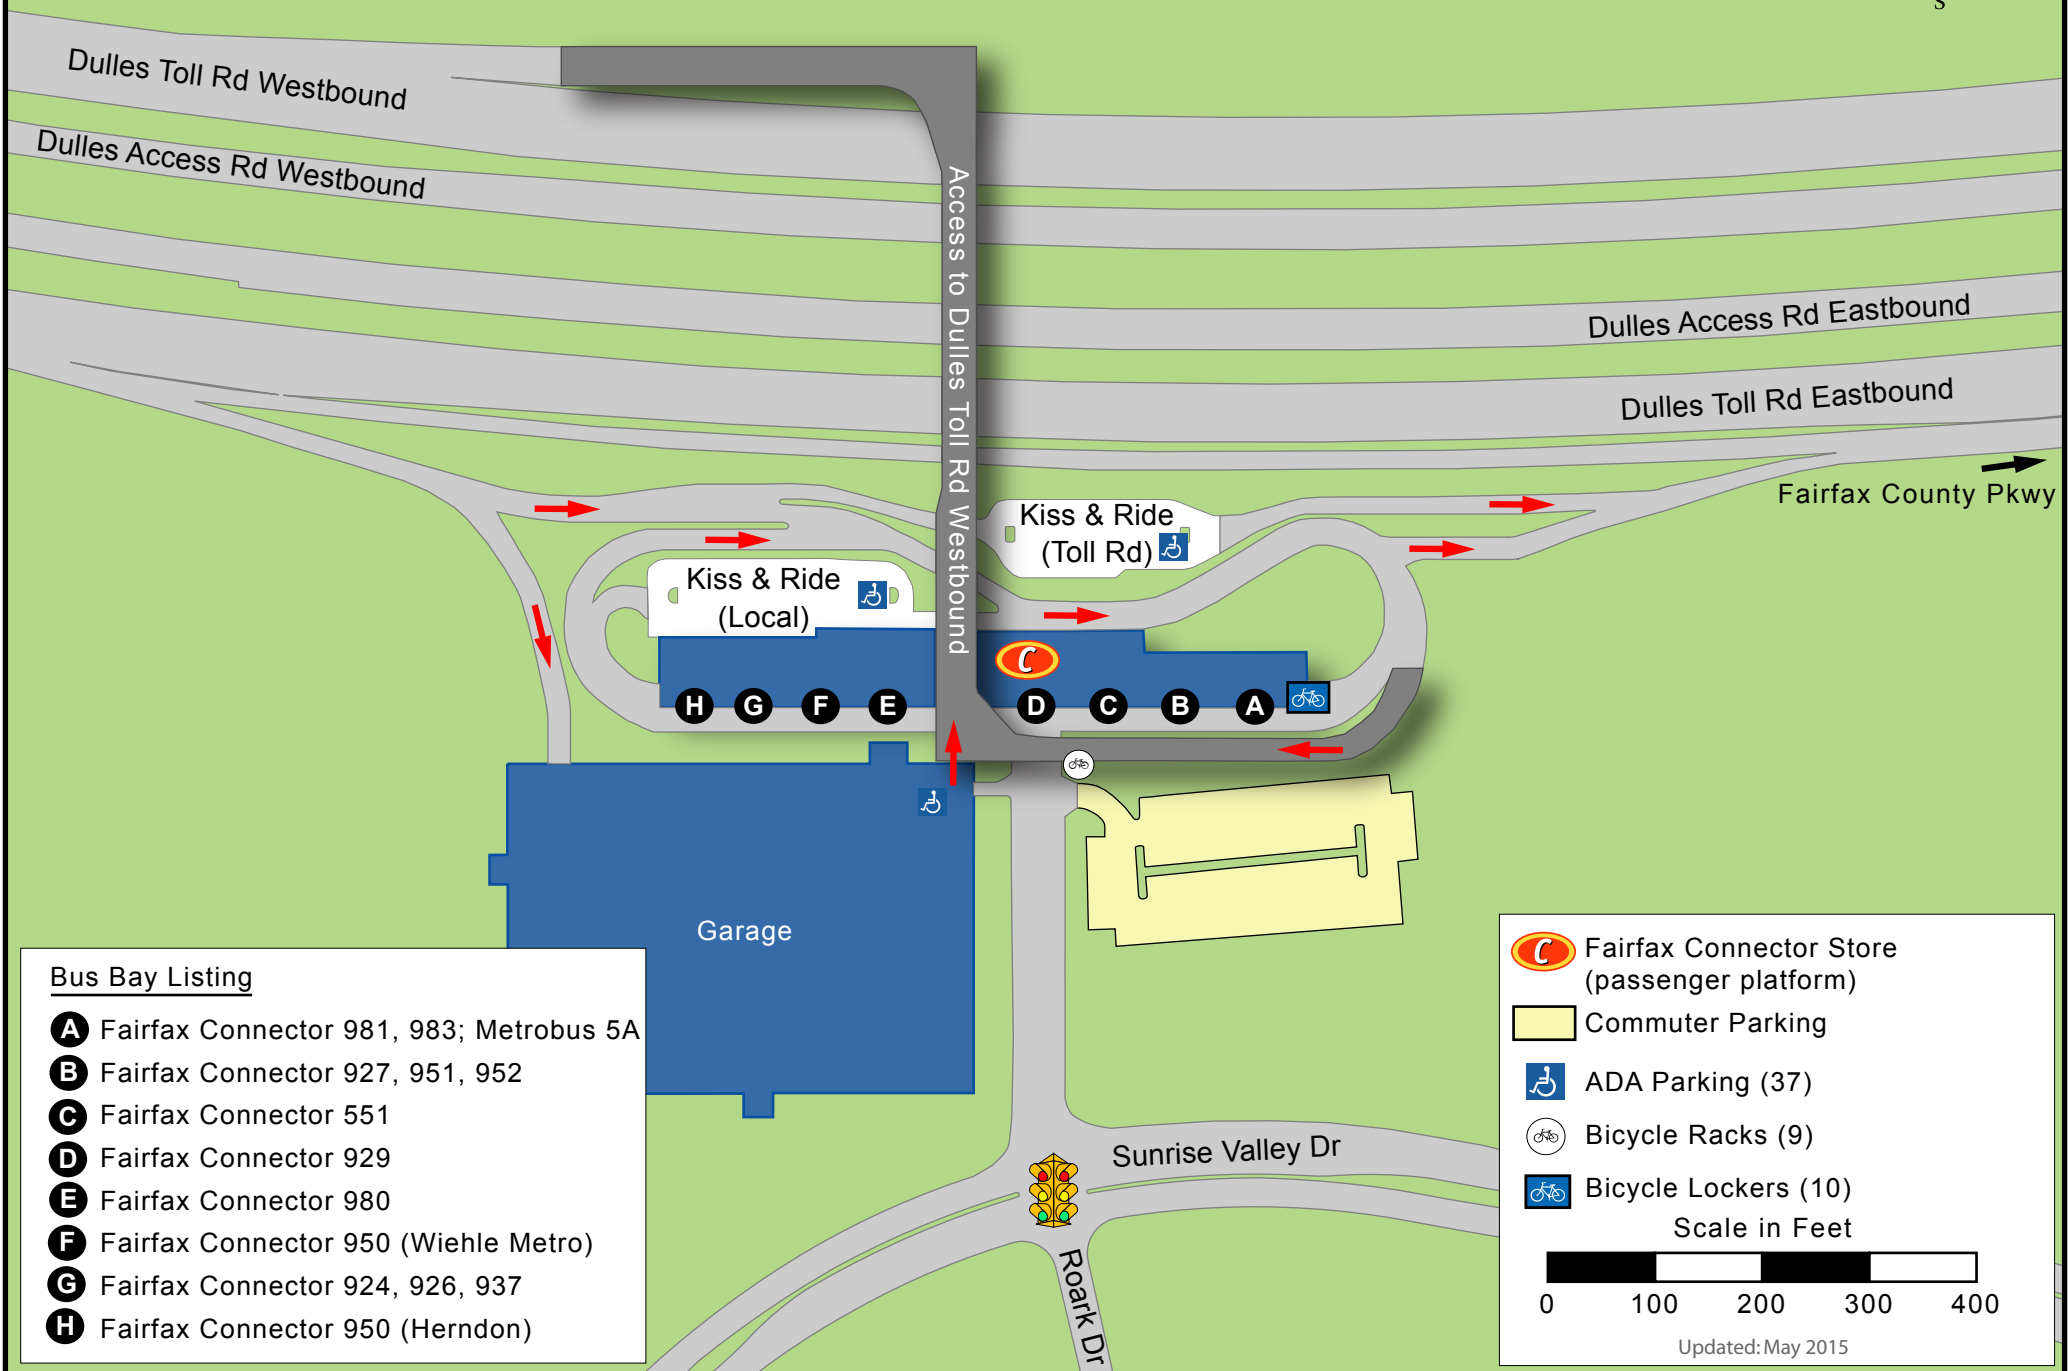 S
Dulles Toll Rd Westbound
Dulles Access Rd Westbound
Access to Dulles Toll Rd Westbound
Dulles Access Rd Eastbound
Dulles Toll Rd Eastbound
Fairfax County Pkwy
Kiss & Ride
(Toll Rd)
Kiss & Ride
(Local)
C
H G F E D C B A
Garage
Sunrise Valley Dr
Roark Dr
Bus Bay Listing
A Fairfax Connector 981, 983; Metrobus 5A
B Fairfax Connector 927, 951, 952
C Fairfax Connector 551
D Fairfax Connector 929
E Fairfax Connector 980
F Fairfax Connector 950 (Wiehle Metro)
G Fairfax Connector 924, 926, 937
H Fairfax Connector 950 (Herndon)
C Fairfax Connector Store
(passenger platform)
Commuter Parking
ADA Parking (37)
Bicycle Racks (9)
Bicycle Lockers (10)
Scale in Feet
0 100 200 300 400
Updated: May 2015